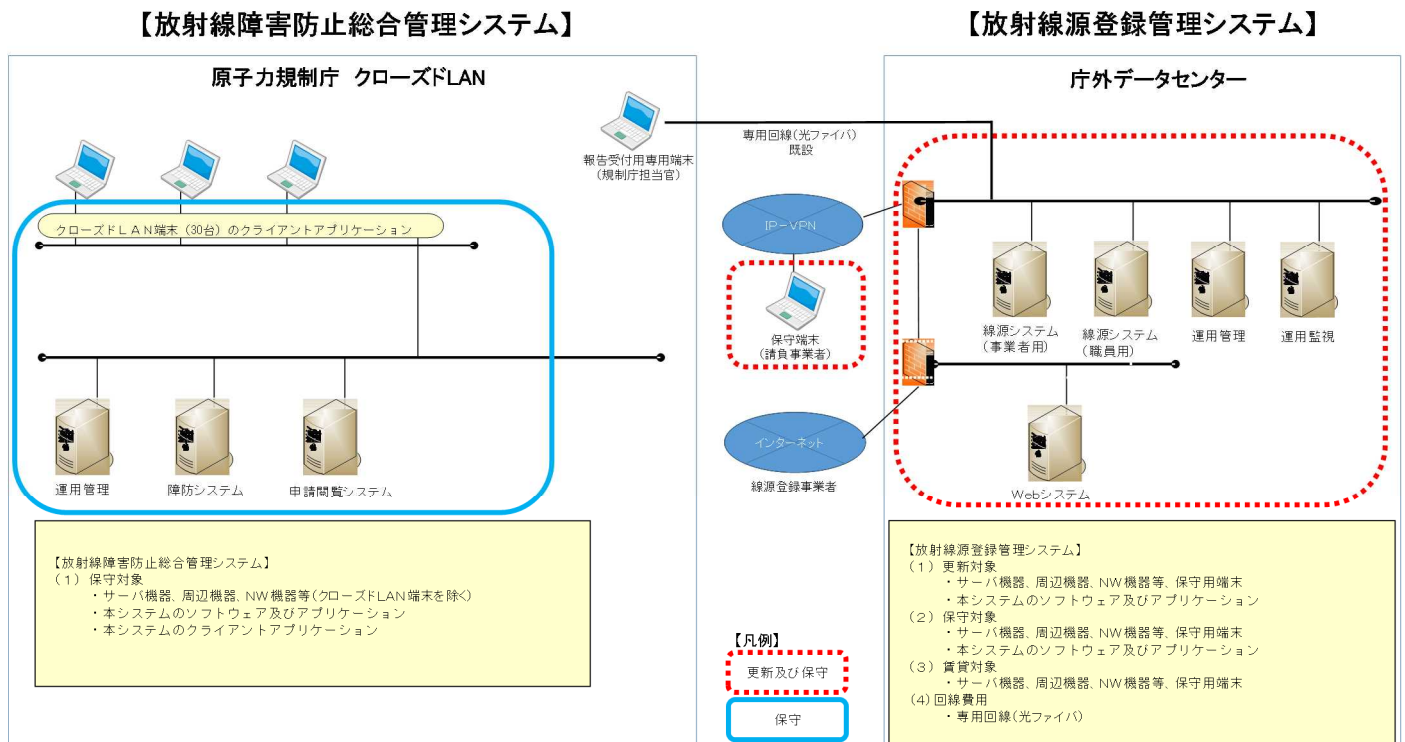 【放射線障害防止総合管理システム】
原子力規制庁 クローズドLAN
クローズドLAN端末（30台）のクライアントアプリケーション
運用管理
障防システム
申請閲覧システム
【放射線障害防止総合管理システム】
（１） 保守対象
・サーバ機器、周辺機器、NW機器等(クローズドLAN端末を除く)
・本システムのソフトウェア及びアプリケーション
・本システムのクライアントアプリケーション
報告受付用専用端末
（規制庁担当官）
専用回線(光ファイバ)
既設
IP－VPN
保守端末
（請負事業者）
インターネット
線源登録事業者
【凡例】
更新及び保守
保守
【放射線源登録管理システム】
庁外データセンター
線源システム
（事業者用）
線源システム
（職員用）
運用管理
運用監視
Webシステム
【放射線源登録管理システム】
（１）更新対象
・サーバ機器、周辺機器、NW機器等、保守用端末
・本システムのソフトウェア及びアプリケーション
（２）保守対象
・サーバ機器、周辺機器、NW機器等、保守用端末
・本システムのソフトウェア及びアプリケーション
（３）賃貸対象
・サーバ機器、周辺機器、NW機器等、保守用端末
(４)回線費用
・専用回線(光ファイバ)